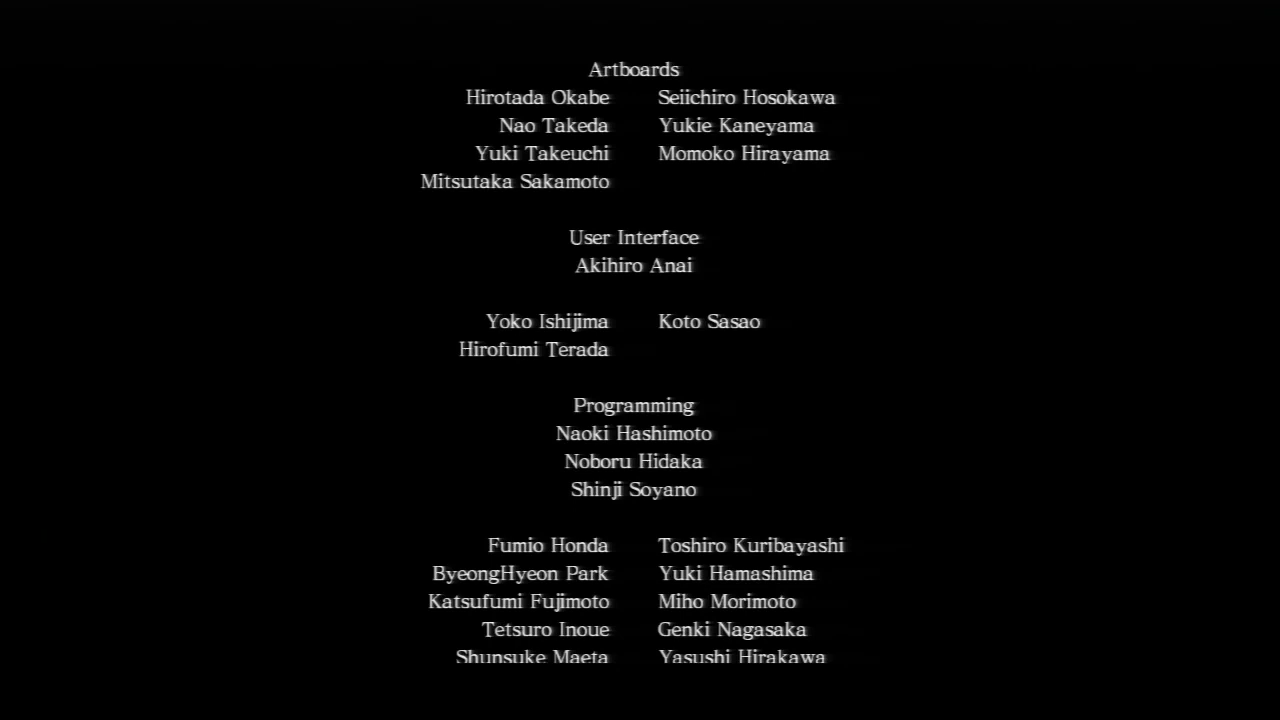 Artboards
Hirotada Okabe Seiichiro Hosokawa
Nao Takeda Yukie Kaneyama
Yuki Takeuchi Momoko Hirayama
Mitsutaka Sakamoto
User Interface
Akihiro Anai
Yoko Ishijima Koto Sasao
Hirofumi Terada
Programming
Naoki Hashimoto
Noboru Hidaka
Shinji Soyano
Fumio Honda Toshiro Kuribayashi
ByeongHyeon Park Yuki Hamashima
Katsufumi Fujimoto Miho Morimoto
Tetsuro Inoue Genki Nagasaka
Shunsuke Maeta Yasushi Hirakawa